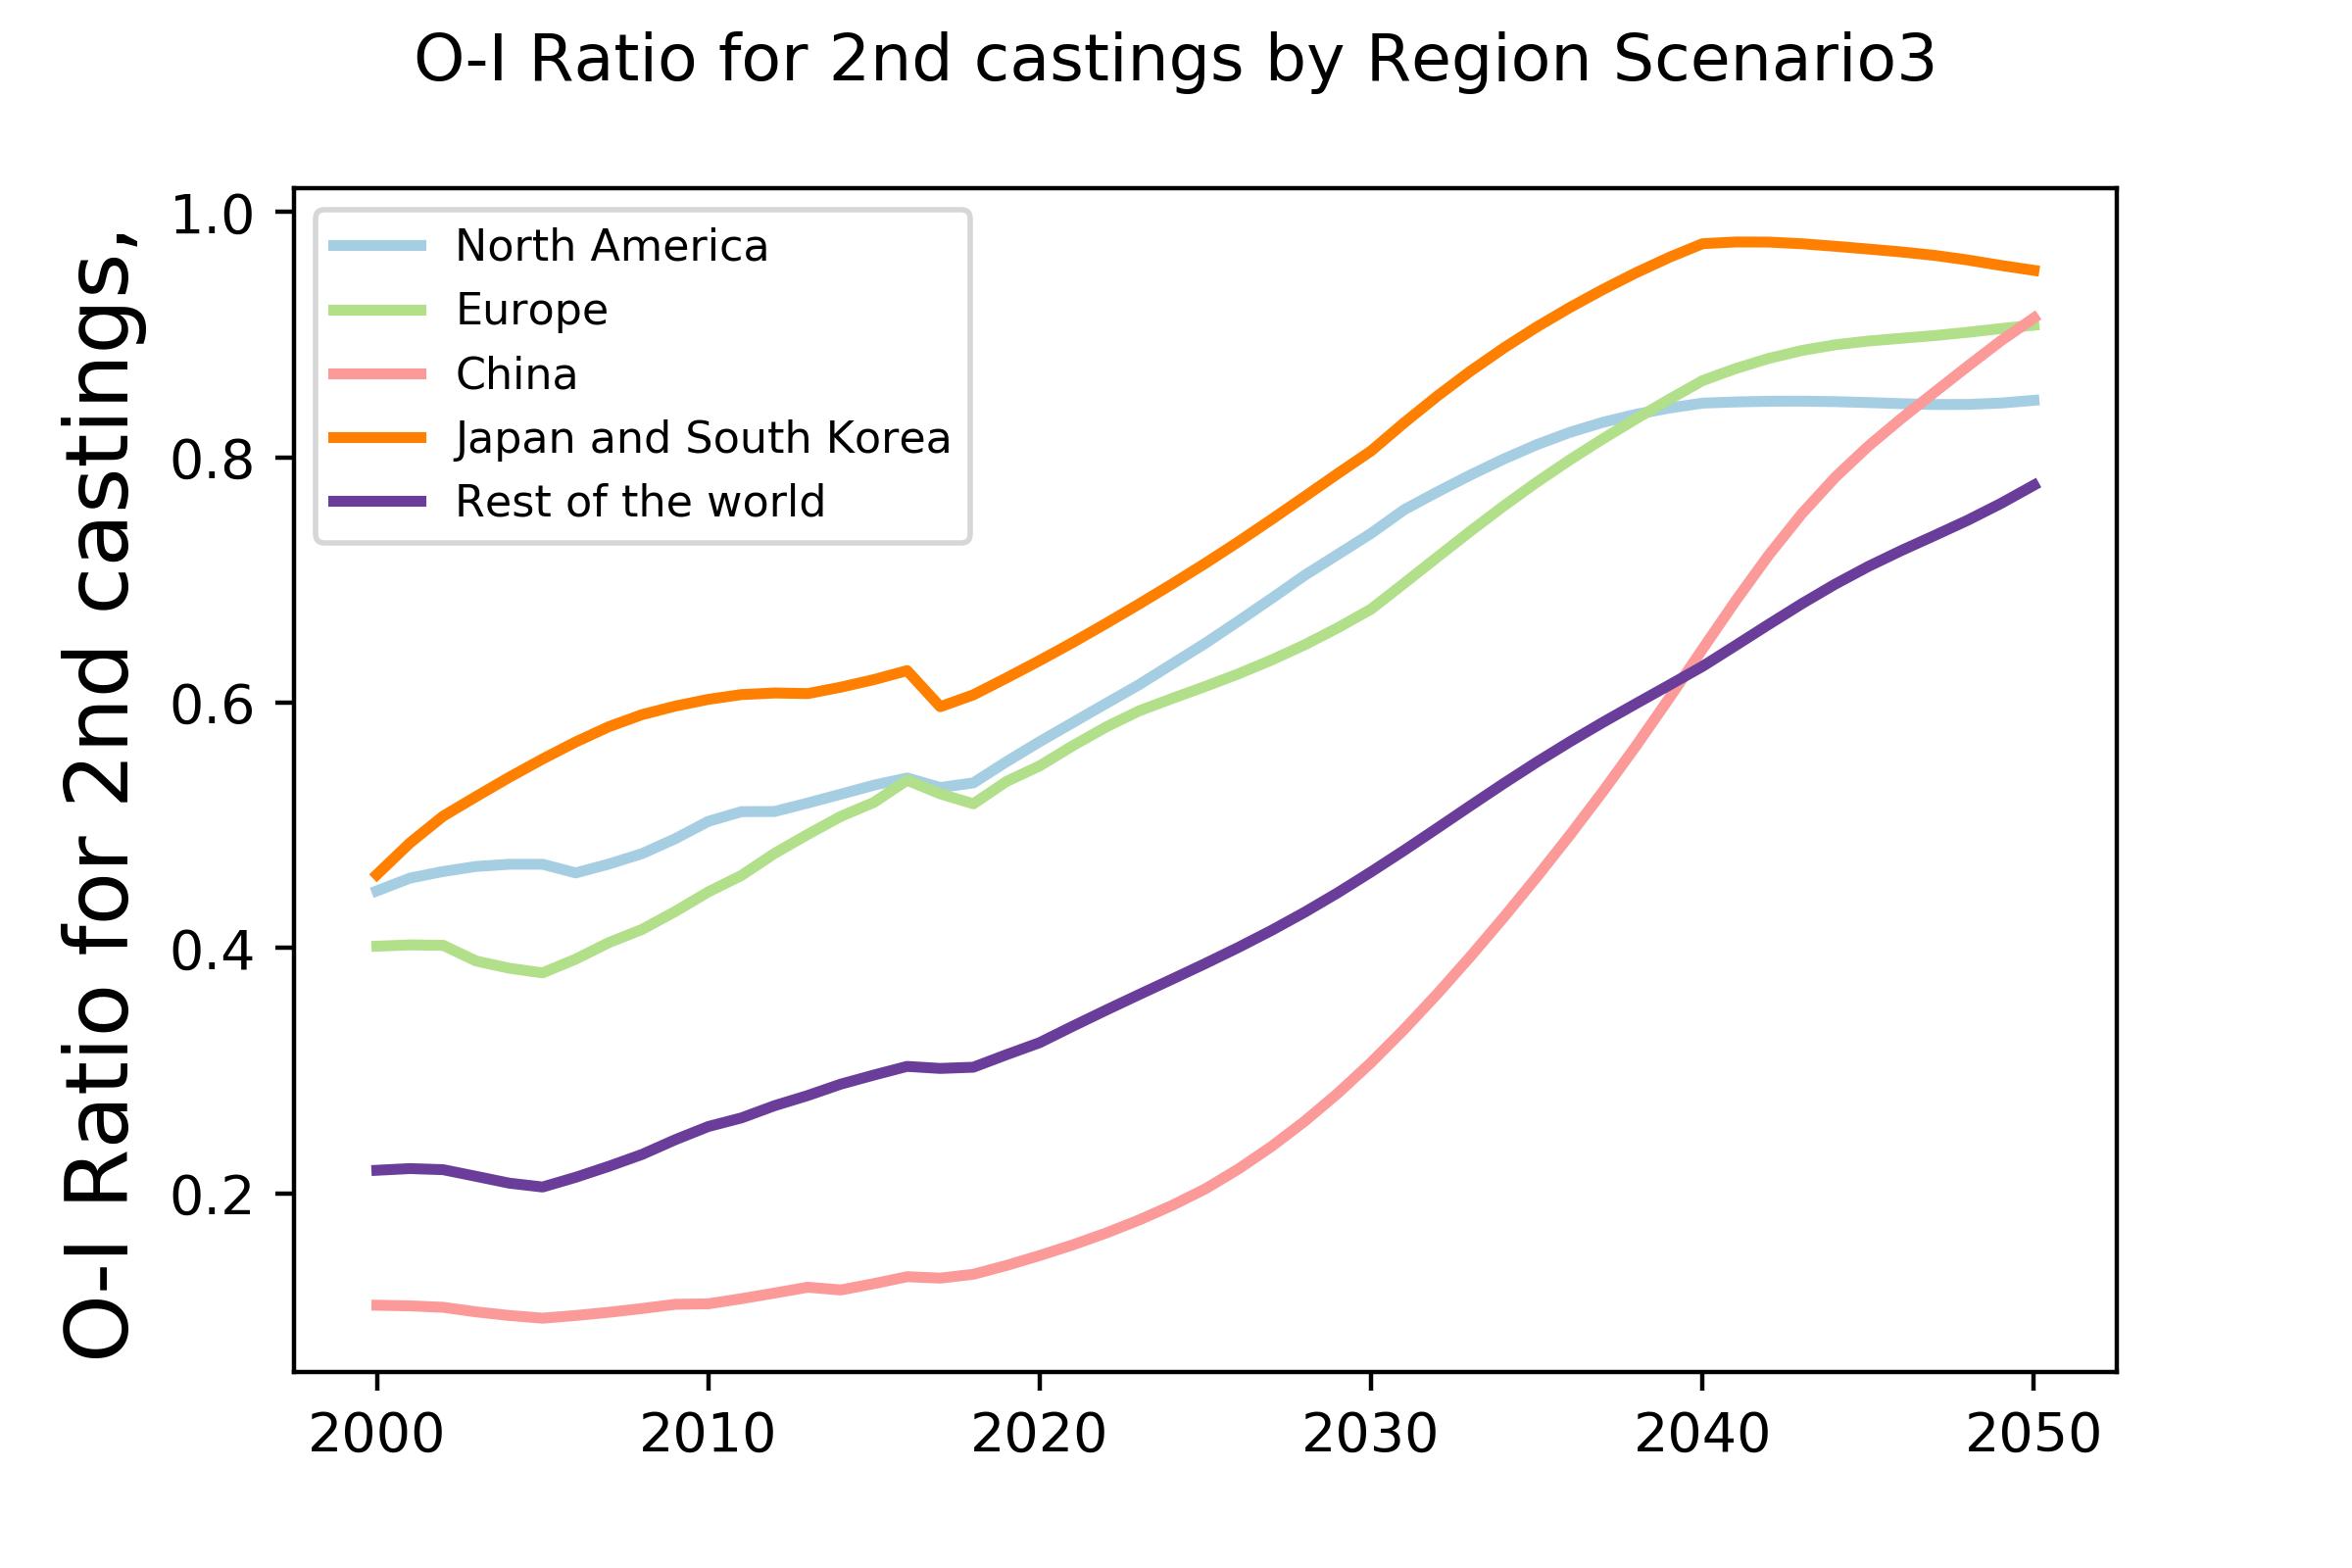 O-I Ratio for 2nd castings by Region Scenario3
O-I Ratio for 2nd castings,
1.0
0.8
0.6
0.4
0.2
North America
Europe
China
Japan and South Korea
Rest of the world
2000 2010 2020 2030 2040 2050